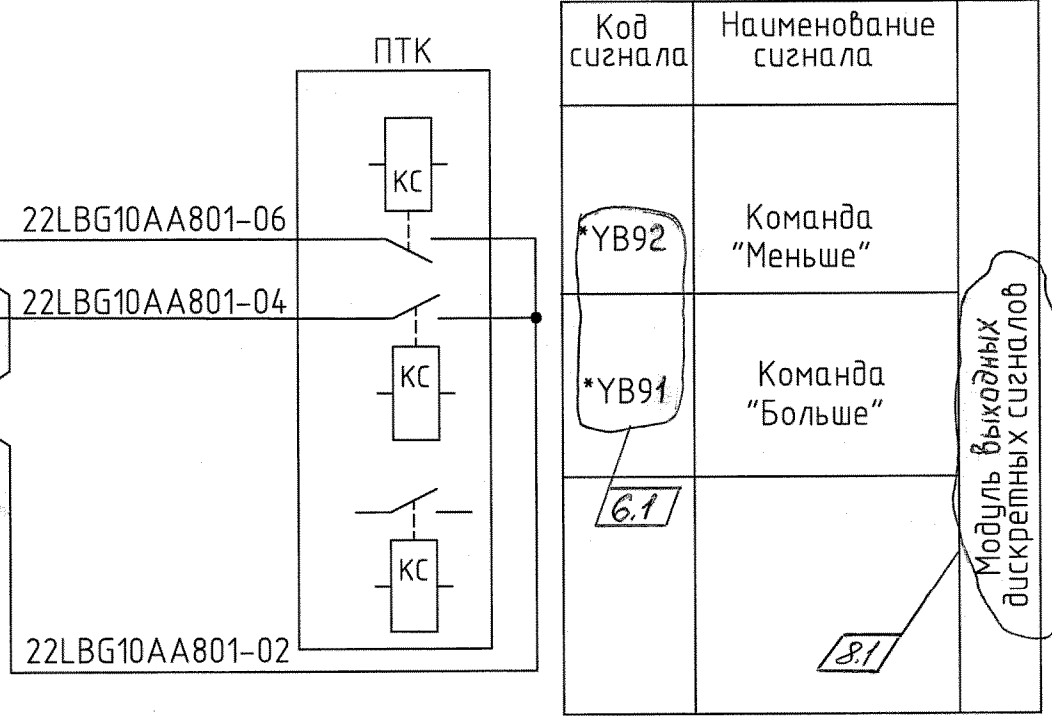 ПТК
КС
22LBG10AA801-06
22LBG10AA801-04
КС
КС
22LBG10AA801-02
Код
сигнала
Наименование
сигнала
*YB92
Команда
"Меньше"
*YB91
Команда
"Больше"
6.1
8.1
Модуль выходных
дискретных сигналов